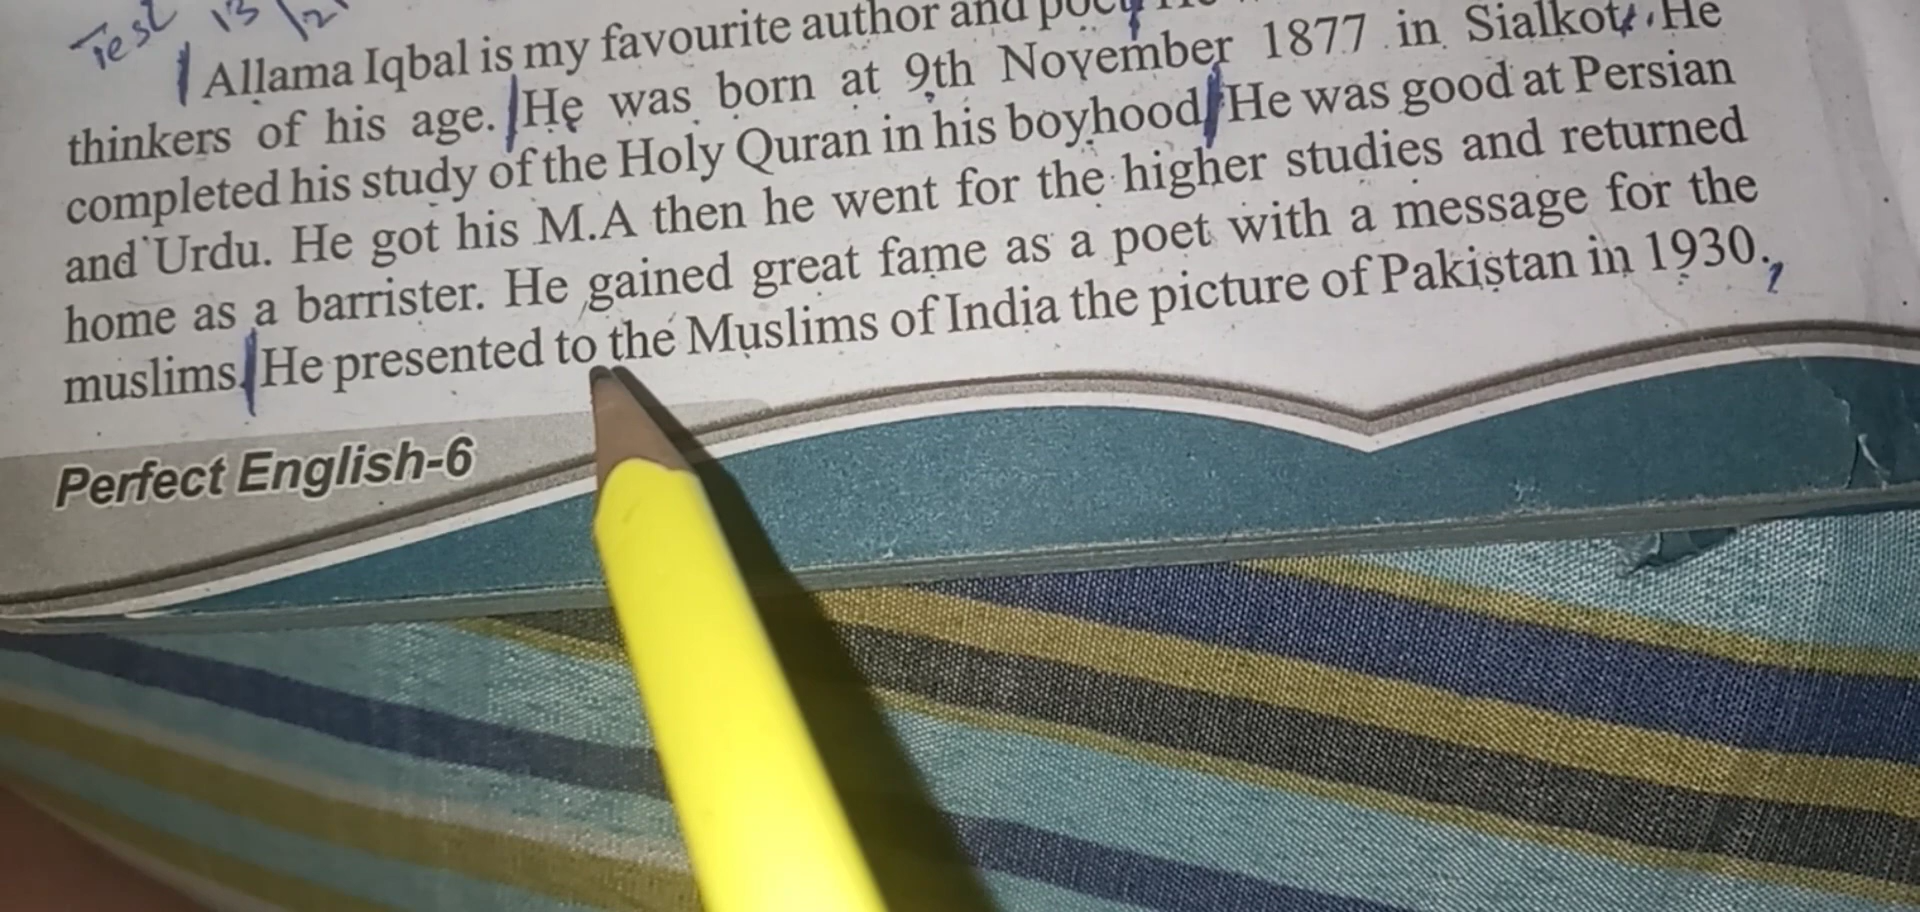 Test 13/2
Allama Iqbal is my favourite author and poet
thinkers of his age. He was born at 9th November 1877 in Sialkot. He
completed his study of the Holy Quran in his boyhood. He was good at Persian
and Urdu. He got his M.A then he went for the higher studies and returned
home as a barrister. He gained great fame as a poet with a message for the
muslims. He presented to the Muslims of India the picture of Pakistan in 1930.
Perfect English-6